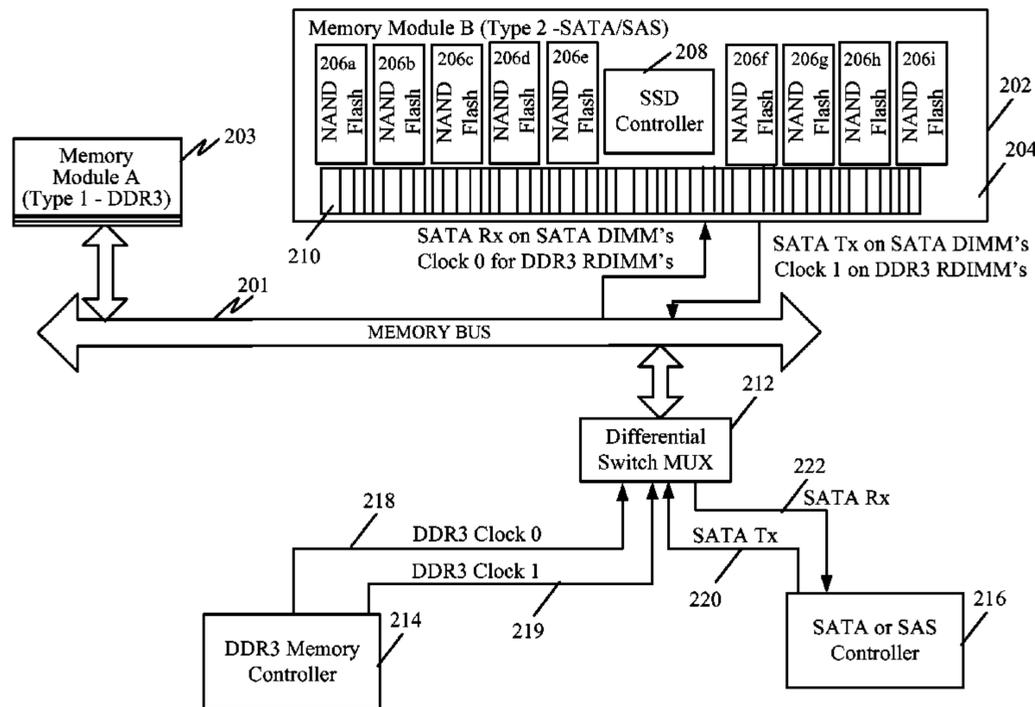 Memory Module B (Type 2 -SATA/SAS)
206a
NAND
Flash
206b
NAND
Flash
206c
NAND
Flash
206d
NAND
Flash
206e
NAND
Flash
208
SSD
Controller
206f
NAND
Flash
206g
NAND
Flash
206h
NAND
Flash
206i
NAND
Flash
202
204
203
Memory
Module A
(Type 1 - DDR3)
210
SATA Rx on SATA DIMM's
Clock 0 for DDR3 RDIMM's
SATA Tx on SATA DIMM's
Clock 1 on DDR3 RDIMM's
201
MEMORY BUS
212
Differential
Switch MUX
222
SATA Rx
218
DDR3 Clock 0
SATA Tx
220
DDR3 Clock 1
219
214
DDR3 Memory
Controller
216
SATA or SAS
Controller